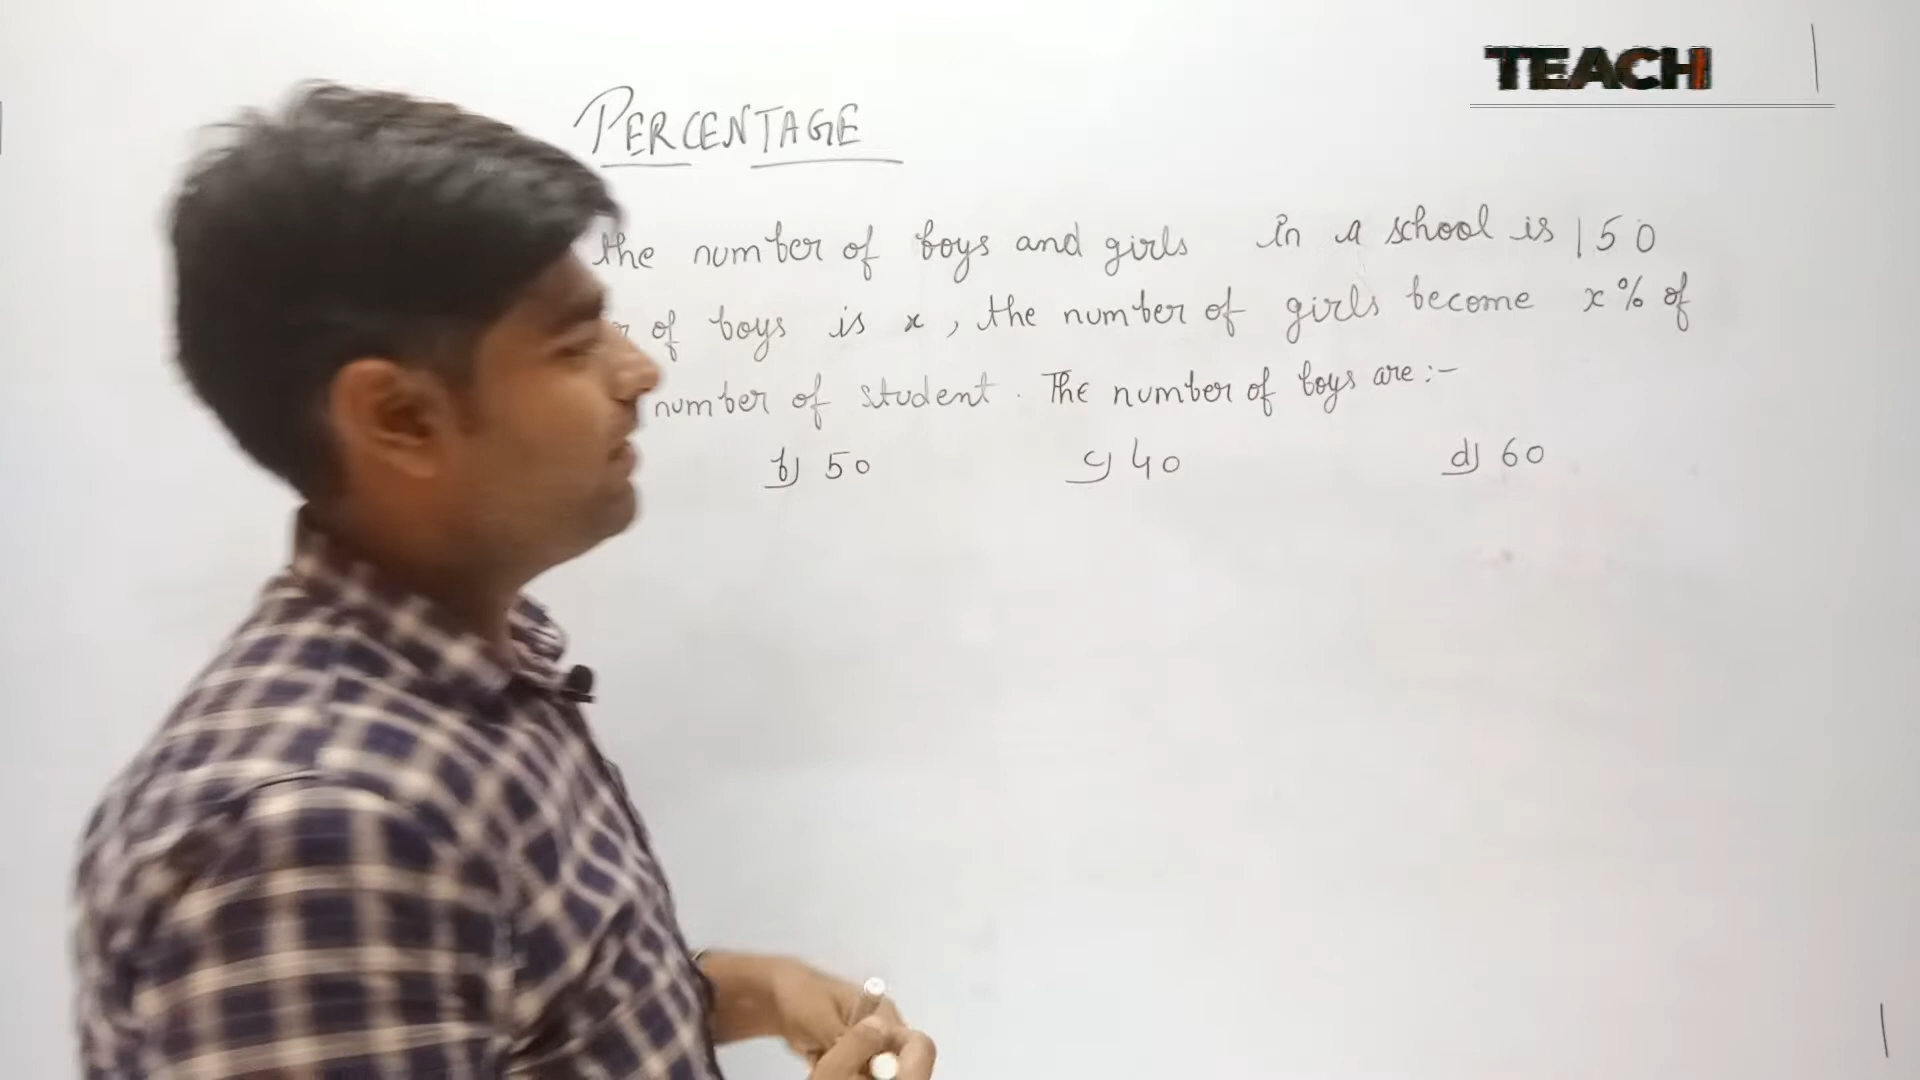 TEACH
PERCENTAGE
the number of boys and girls in a school is 150
of boys is x, the number of girls become x% of
number of student. The number of boys are:-
b) 50 c) 40 d) 60